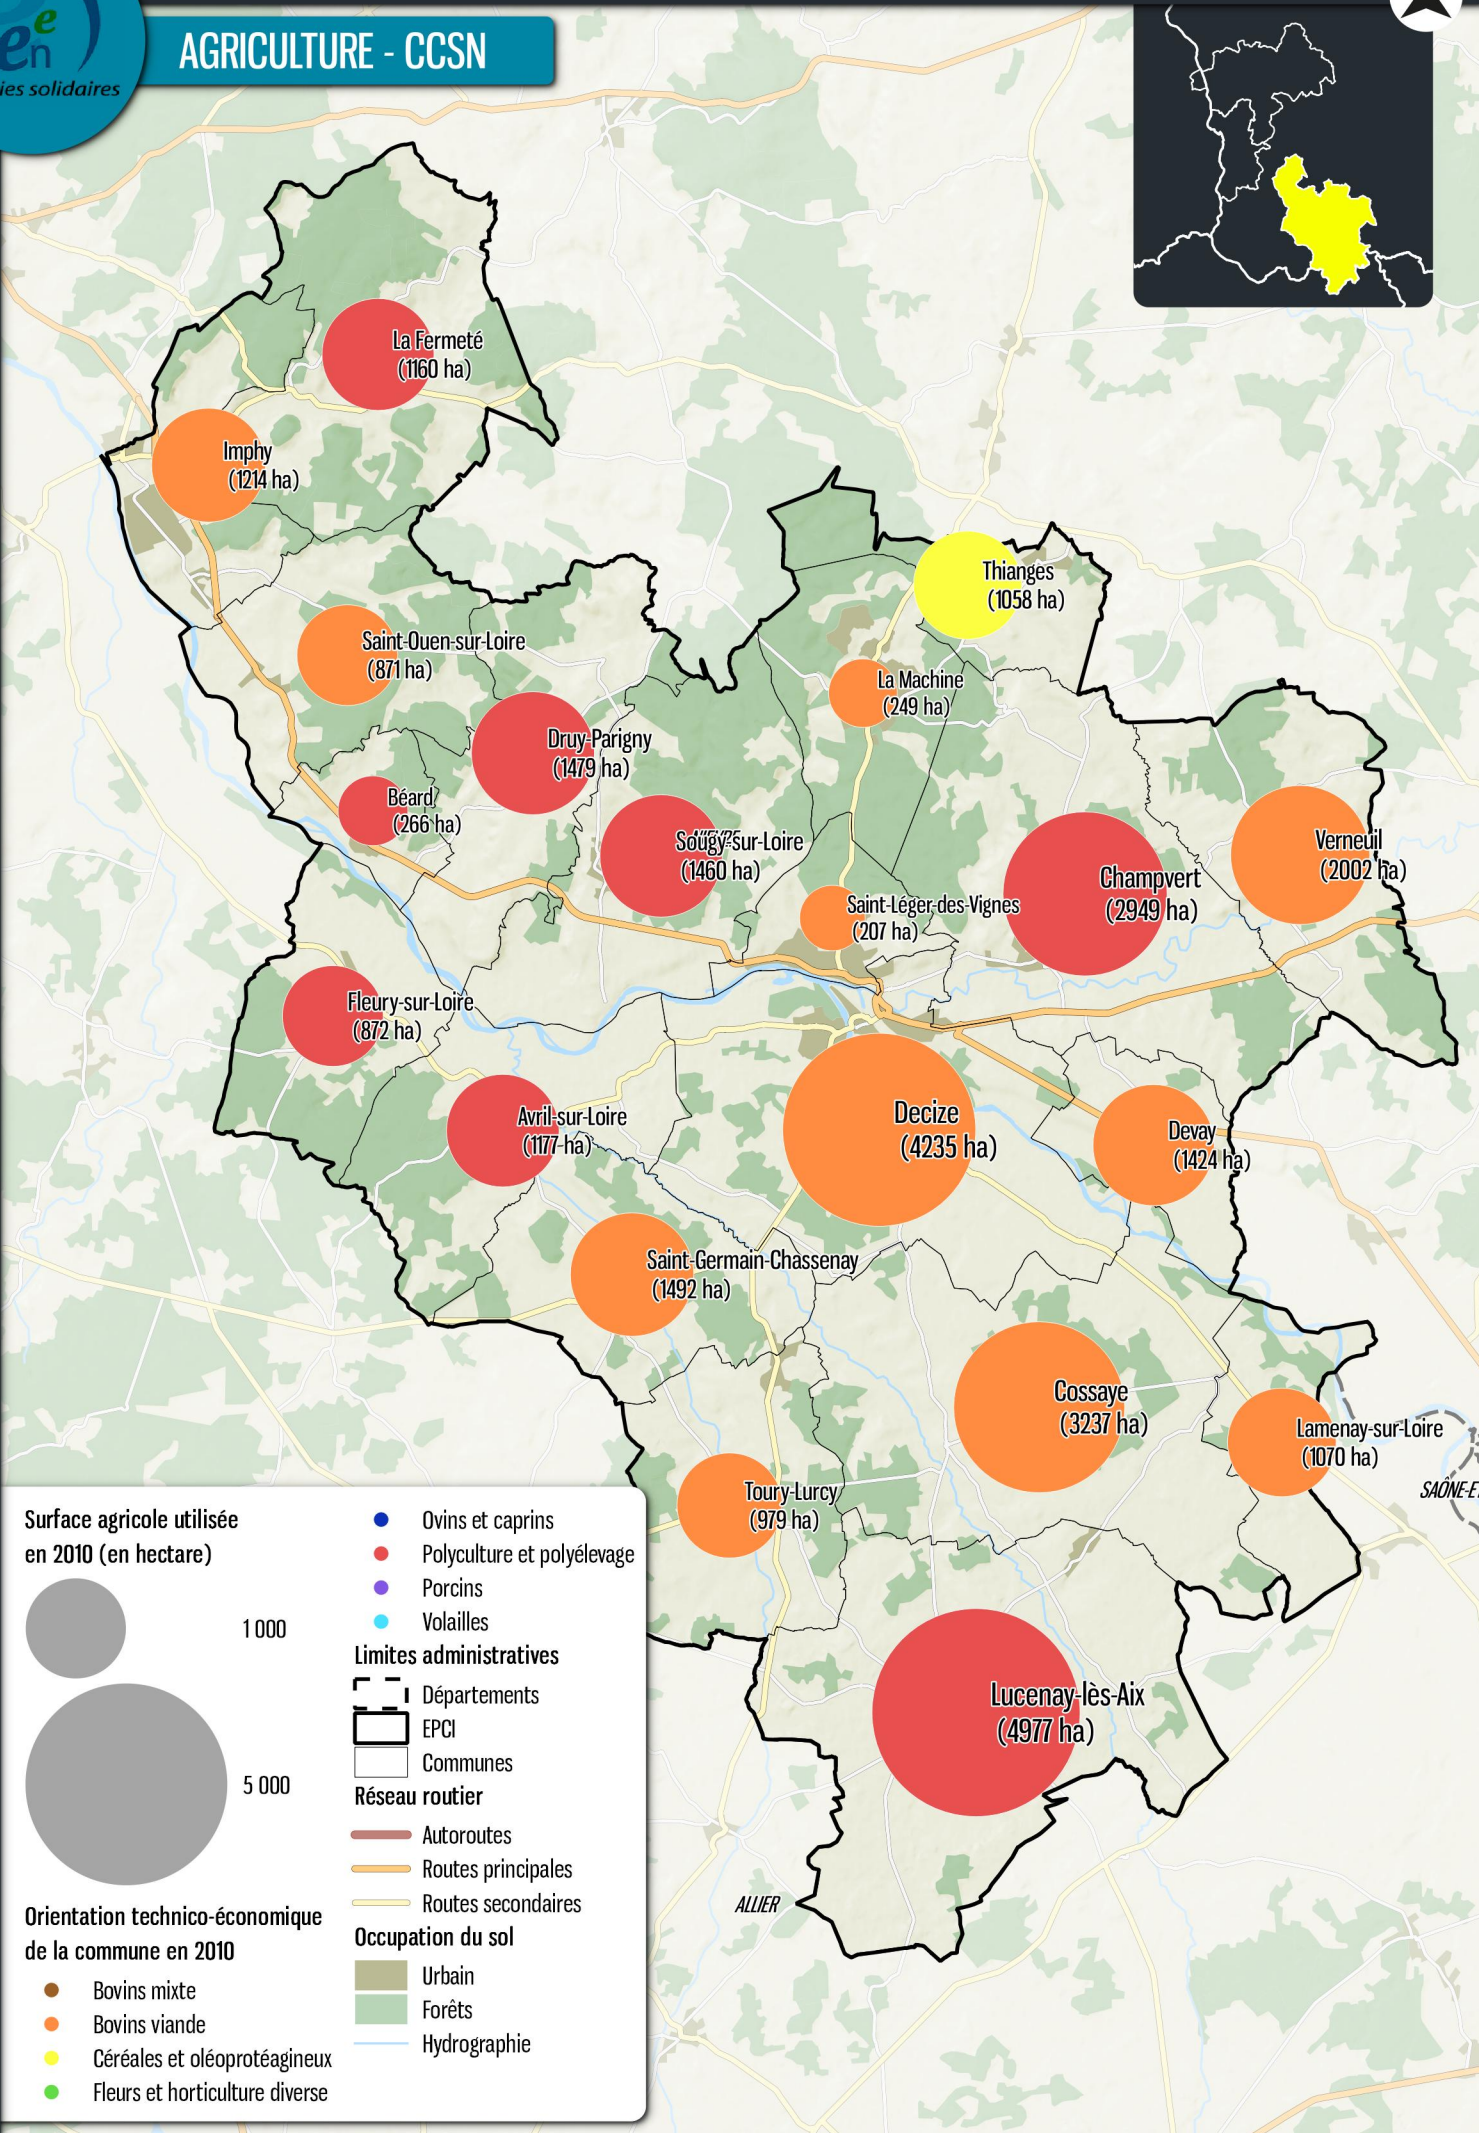 ies solidaires
AGRICULTURE - CCSN
La Fermeté
(1160 ha)
Imphy
(1214 ha)
Thianges
(1058 ha)
Saint-Ouen-sur-Loire
(871 ha)
La Machine
(249 ha)
Druy-Parigny
(1479 ha)
Béard
(266 ha)
Sougy-sur-Loire
(1460 ha)
Verneuil
(2002 ha)
Champvert
(2949 ha)
Saint-Léger-des-Vignes
(207 ha)
Fleury-sur-Loire
(872 ha)
Avril-sur-Loire
(1177 ha)
Decize
(4235 ha)
Devay
(1424 ha)
Saint-Germain-Chassenay
(1492 ha)
Cossaye
(3237 ha)
Lamenay-sur-Loire
(1070 ha)
Toury-Lurcy
(979 ha)
SAÔNE-E
Lucenay-lès-Aix
(4977 ha)
ALLIER
Surface agricole utilisée
en 2010 (en hectare)
1 000
5 000
Orientation technico-économique
de la commune en 2010
Bovins mixte
Bovins viande
Céréales et oléoprotéagineux
Fleurs et horticulture diverse
Ovins et caprins
Polyculture et polyélevage
Porcins
Volailles
Limites administratives
Départements
EPCI
Communes
Réseau routier
Autoroutes
Routes principales
Routes secondaires
Occupation du sol
Urbain
Forêts
Hydrographie